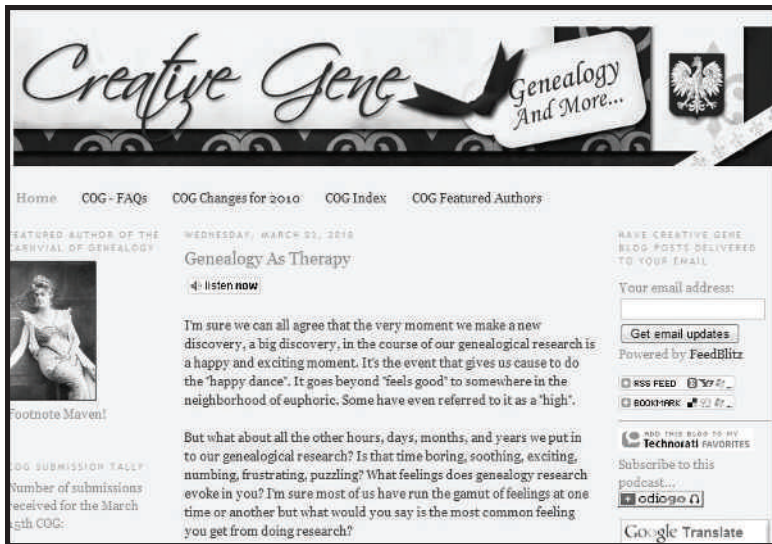 Creative Gene
Genealogy
And More...
Home COG - FAQs COG Changes for 2010 COG Index COG Featured Authors
FEATURED AUTHOR OF THE
CARNVIAL OF GENEALOGY
Footnote Maven!
COG SUBMISSION TALLY
Number of submissions
received for the March
15th COG:
WEDNESDAY, MARCH 2010
Genealogy As Therapy
listen now
I'm sure we can all agree that the very moment we make a new
discovery, a big discovery, in the course of our genealogical research is
a happy and exciting moment. It's the event that gives us cause to do
the "happy dance". It goes beyond "feels good" to somewhere in the
neighborhood of euphoric. Some have even referred to it as a "high".
But what about all the other hours, days, months, and years we put in
to our genealogical research? Is that time boring, soothing, exciting,
numbing, frustrating, puzzling? What feelings does genealogy research
evoke in you? I'm sure most of us have run the gamut of feelings at one
time or another but what would you say is the most common feeling
you get from doing research?
HAVE CREATIVE GENE
BLOG POSTS DELIVERED
TO YOUR EMAIL
Your email address:
Get email updates
Powered by FeedBlitz
RSS FEED
BOOKMARK
ADD THIS BLOG TO MY
Technorati FAVORITES
Subscribe to this
podcast...
odiogo
Google Translate